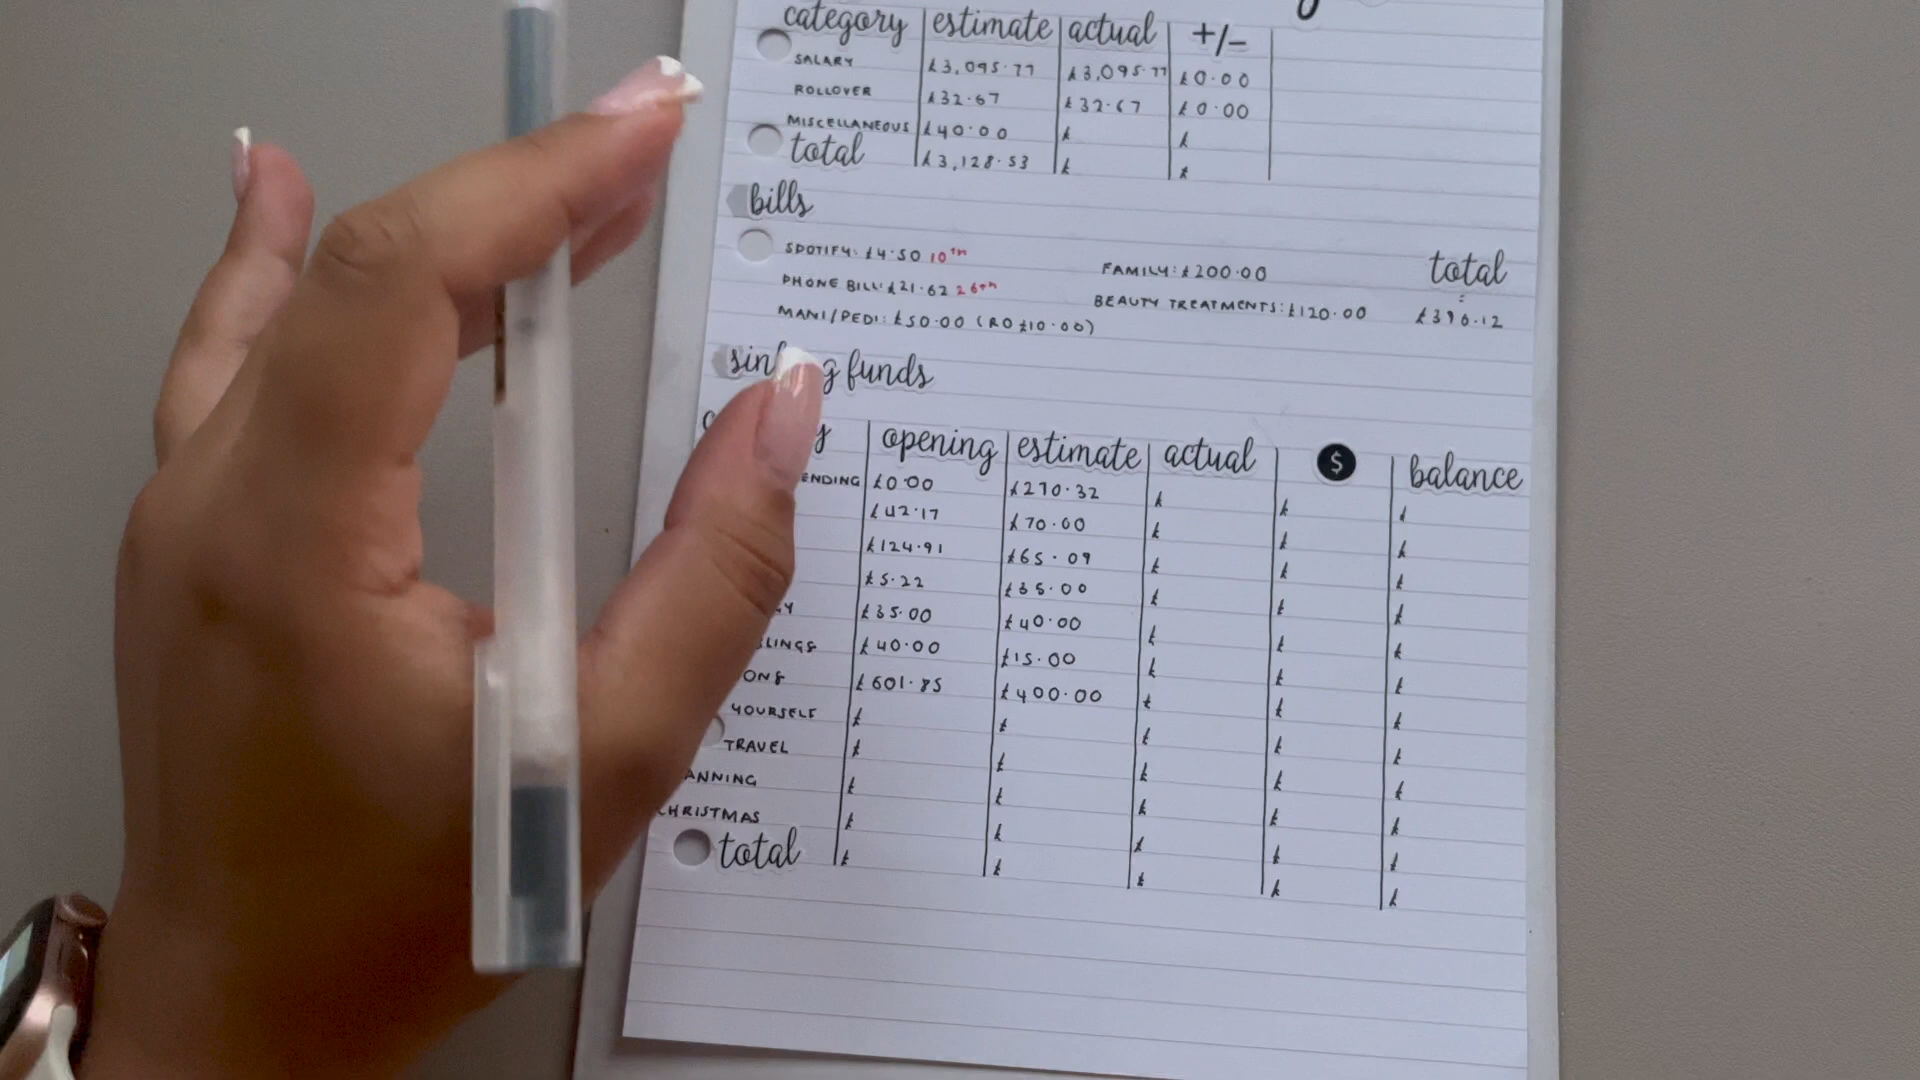 category estimate actual +/-
SALARY £3,095.77 £3,095.77 £0.00
ROLLOVER £32.67 £32.67 £0.00
MISCELLANEOUS £40.00 £ £
total £3,128.53 £ £
bills
SPOTIFY: £4.50 10th
PHONE BILL: £21.62 26th
MANI/PEDI: £50.00 (RO £10.00)
FAMILY: £200.00
BEAUTY TREATMENTS: £120.00
total
: £396.12
funds
opening estimate actual $ balance
ENDING £0.00 £270.32 £ £ £
£42.17 £70.00 £ £ £
£124.91 £65.09 £ £ £
£5.22 £35.00 £ £ £
£35.00 £40.00 £ £ £
LINGS £40.00 £15.00 £ £ £
ONS £601.85 £400.00 £ £ £
YOURSELF £ £ £ £ £
TRAVEL £ £ £ £ £
ANNING £ £ £ £ £
CHRISTMAS £ £ £ £ £
total £ £ £ £ £